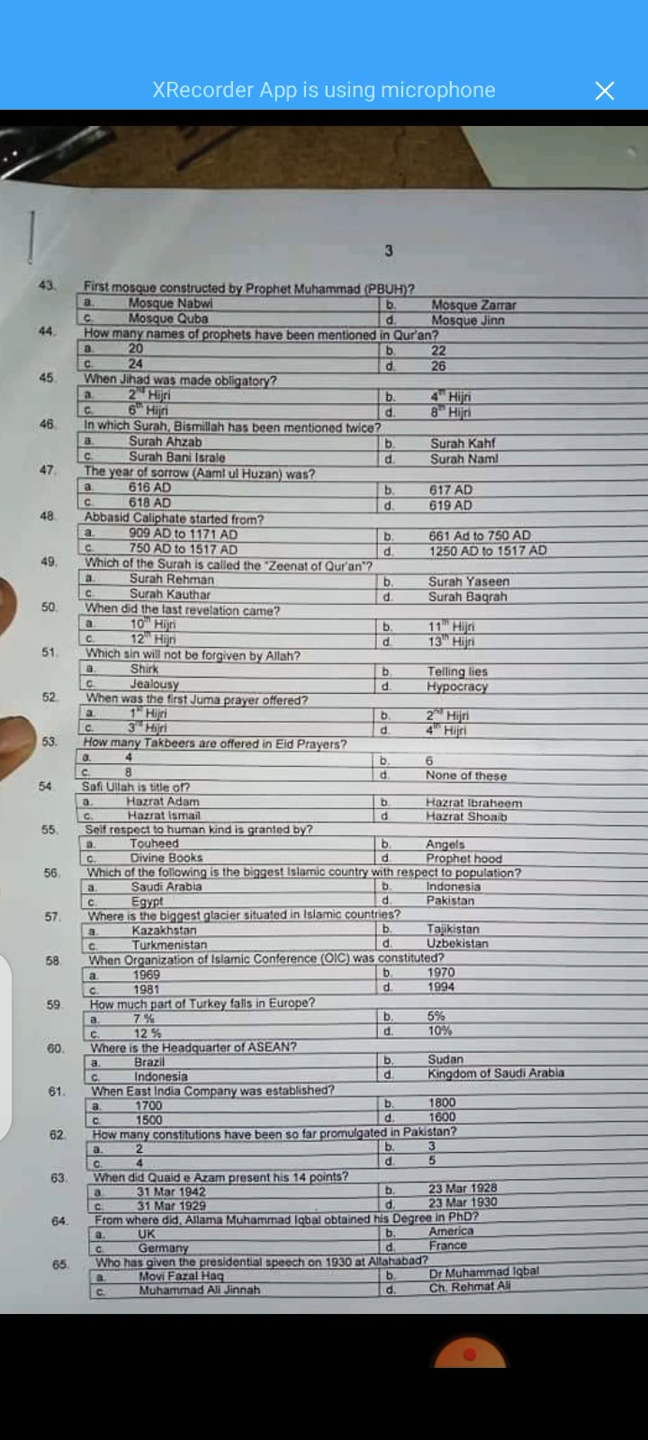 XRecorder App is using microphone
3
43. First mosque constructed by Prophet Muhammad (PBUH)?
a. Mosque Nabwi b. Mosque Zarrar
c. Mosque Quba d. Mosque Jinn
44. How many names of prophets have been mentioned in Qur'an?
a. 20 b. 22
c. 24 d. 26
45. When Jihad was made obligatory?
a. 2nd Hijri b. 4th Hijri
c. 6th Hijri d. 8th Hijri
46. In which Surah, Bismillah has been mentioned twice?
a. Surah Ahzab b. Surah Kahf
c. Surah Bani Israle d. Surah Naml
47. The year of sorrow (Aaml ul Huzan) was?
a. 616 AD b. 617 AD
c. 618 AD d. 619 AD
48. Abbasid Caliphate started from?
a. 909 AD to 1171 AD b. 661 Ad to 750 AD
c. 750 AD to 1517 AD d. 1250 AD to 1517 AD
49. Which of the Surah is called the "Zeenat of Qur'an"?
a. Surah Rehman b. Surah Yaseen
c. Surah Kauthar d. Surah Baqrah
50. When did the last revelation came?
a. 10th Hijri b. 11th Hijri
c. 12th Hijri d. 13th Hijri
51. Which sin will not be forgiven by Allah?
a. Shirk b. Telling lies
c. Jealousy d. Hypocracy
52. When was the first Juma prayer offered?
a. 1st Hijri b. 2nd Hijri
c. 3rd Hijri d. 4th Hijri
53. How many Takbeers are offered in Eid Prayers?
a. 4 b. 6
c. 8 d. None of these
54. Safi Ullah is title of?
a. Hazrat Adam b. Hazrat Ibraheem
c. Hazrat Ismail d. Hazrat Shoaib
55. Self respect to human kind is granted by?
a. Touheed b. Angels
c. Divine Books d. Prophet hood
56. Which of the following is the biggest Islamic country with respect to population?
a. Saudi Arabia b. Indonesia
c. Egypt d. Pakistan
57. Where is the biggest glacier situated in Islamic countries?
a. Kazakhstan b. Tajikistan
c. Turkmenistan d. Uzbekistan
58. When Organization of Islamic Conference (OIC) was constituted?
a. 1969 b. 1970
c. 1981 d. 1994
59. How much part of Turkey falls in Europe?
a. 7 % b. 5%
c. 12 % d. 10%
60. Where is the Headquarter of ASEAN?
a. Brazil b. Sudan
c. Indonesia d. Kingdom of Saudi Arabia
61. When East India Company was established?
a. 1700 b. 1800
c. 1500 d. 1600
62. How many constitutions have been so far promulgated in Pakistan?
a. 2 b. 3
c. 4 d. 5
63. When did Quaid e Azam present his 14 points?
a. 31 Mar 1942 b. 23 Mar 1928
c. 31 Mar 1929 d. 23 Mar 1930
64. From where did, Allama Muhammad Iqbal obtained his Degree in PhD?
a. UK b. America
c. Germany d. France
65. Who has given the presidential speech on 1930 at Allahabad?
a. Movi Fazal Haq b. Dr Muhammad Iqbal
c. Muhammad Ali Jinnah d. Ch. Rehmat Ali